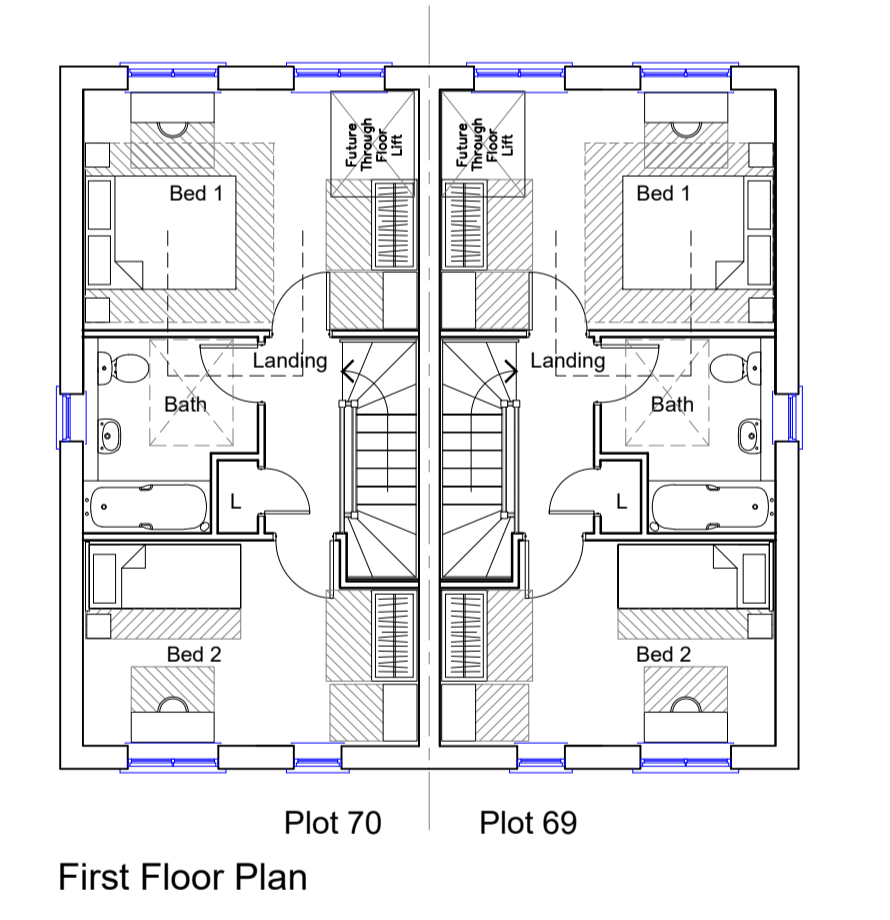 Future
Through
Floor
Lift
Future
Through
Floor
Lift
Bed 1
Bed 1
Landing
Landing
Bath
Bath
L
L
Bed 2
Bed 2
Plot 70
Plot 69
First Floor Plan